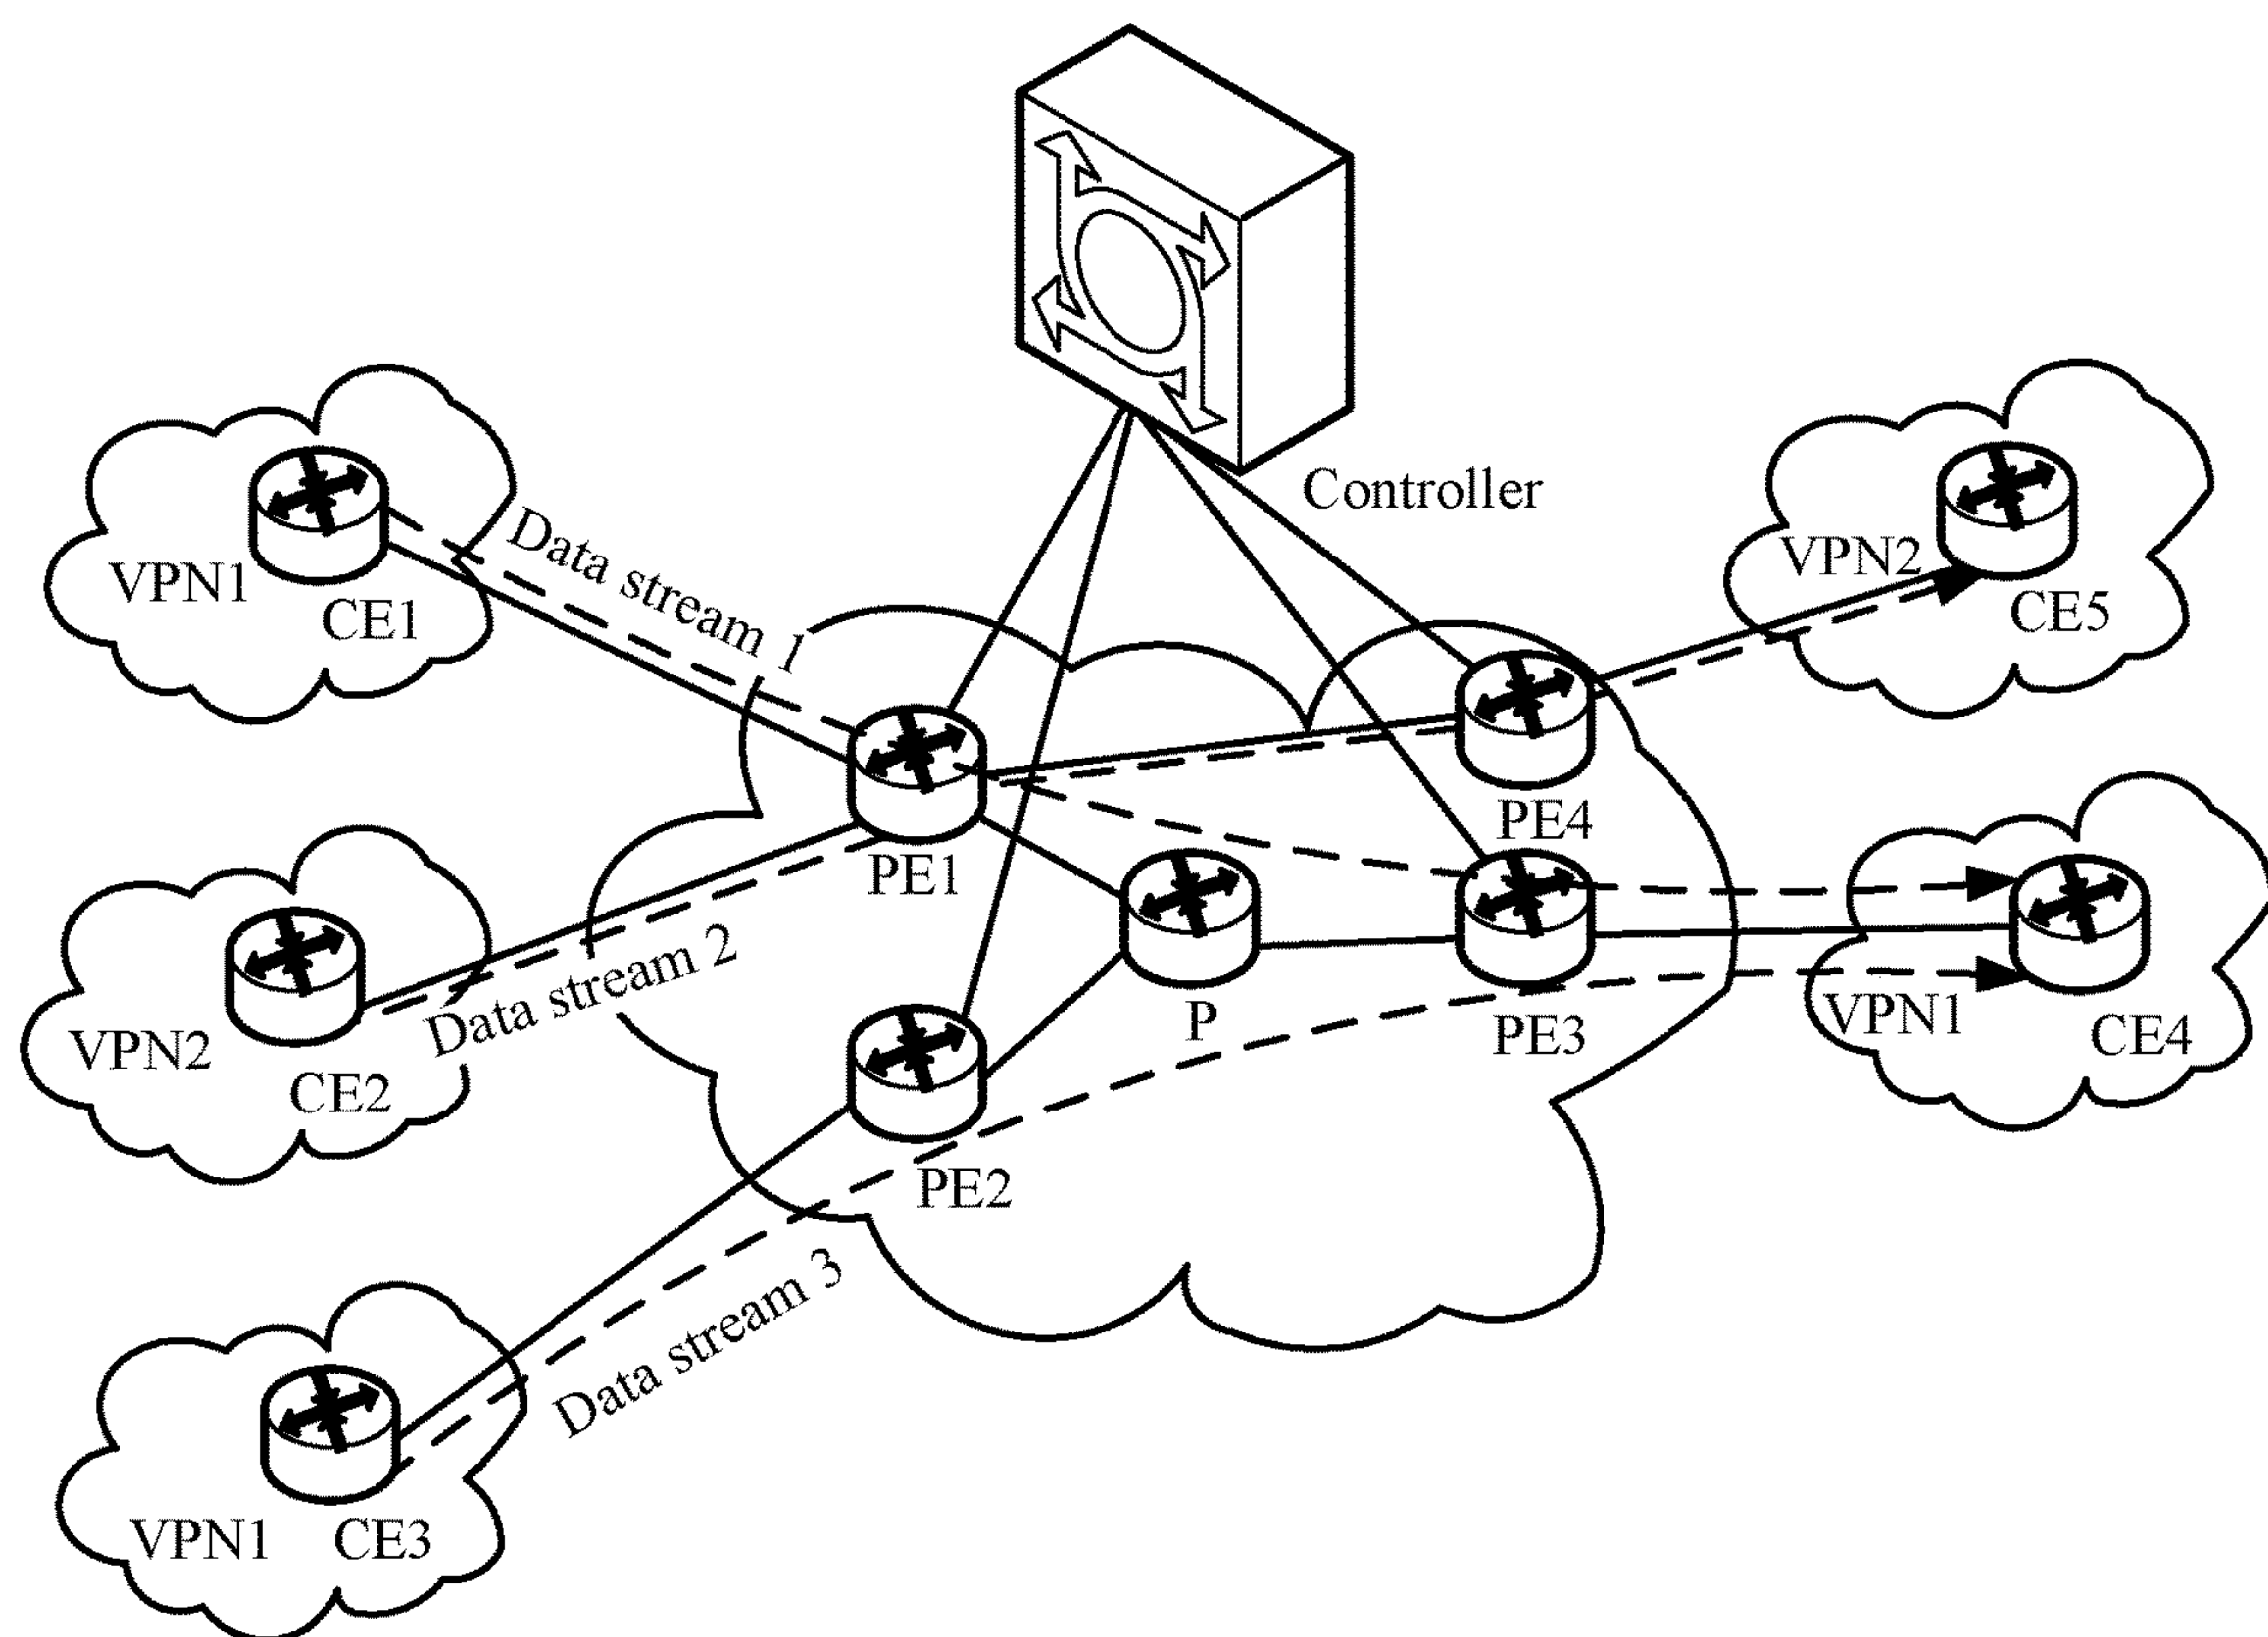 Controller
Data stream 1
VPN1
CE1
VPN2
CE5
PE4
PE1
Data stream 2
P
PE3
VPN1
CE4
VPN2
CE2
PE2
Data stream 3
VPN1
CE3